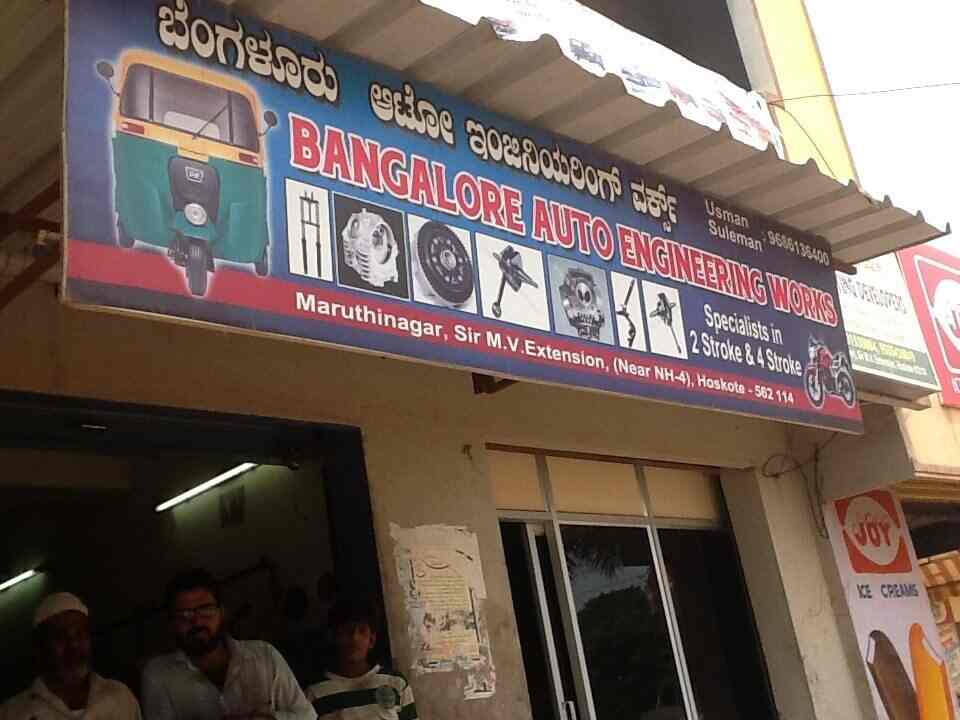 ಬೆಂಗಳೂರು ಆಟೋ ಇಂಜಿನಿಯರಿಂಗ್ ವರ್ಕ್ಸ್
BANGALORE AUTO ENGINEERING WORKS
Usman
Suleman : 9686136400
Specialists in
2 Stroke & 4 Stroke
Maruthinagar, Sir M.V.Extension, (Near NH-4), Hoskote - 562 114
DEVELOPERS
JOY
ICE CREAMS